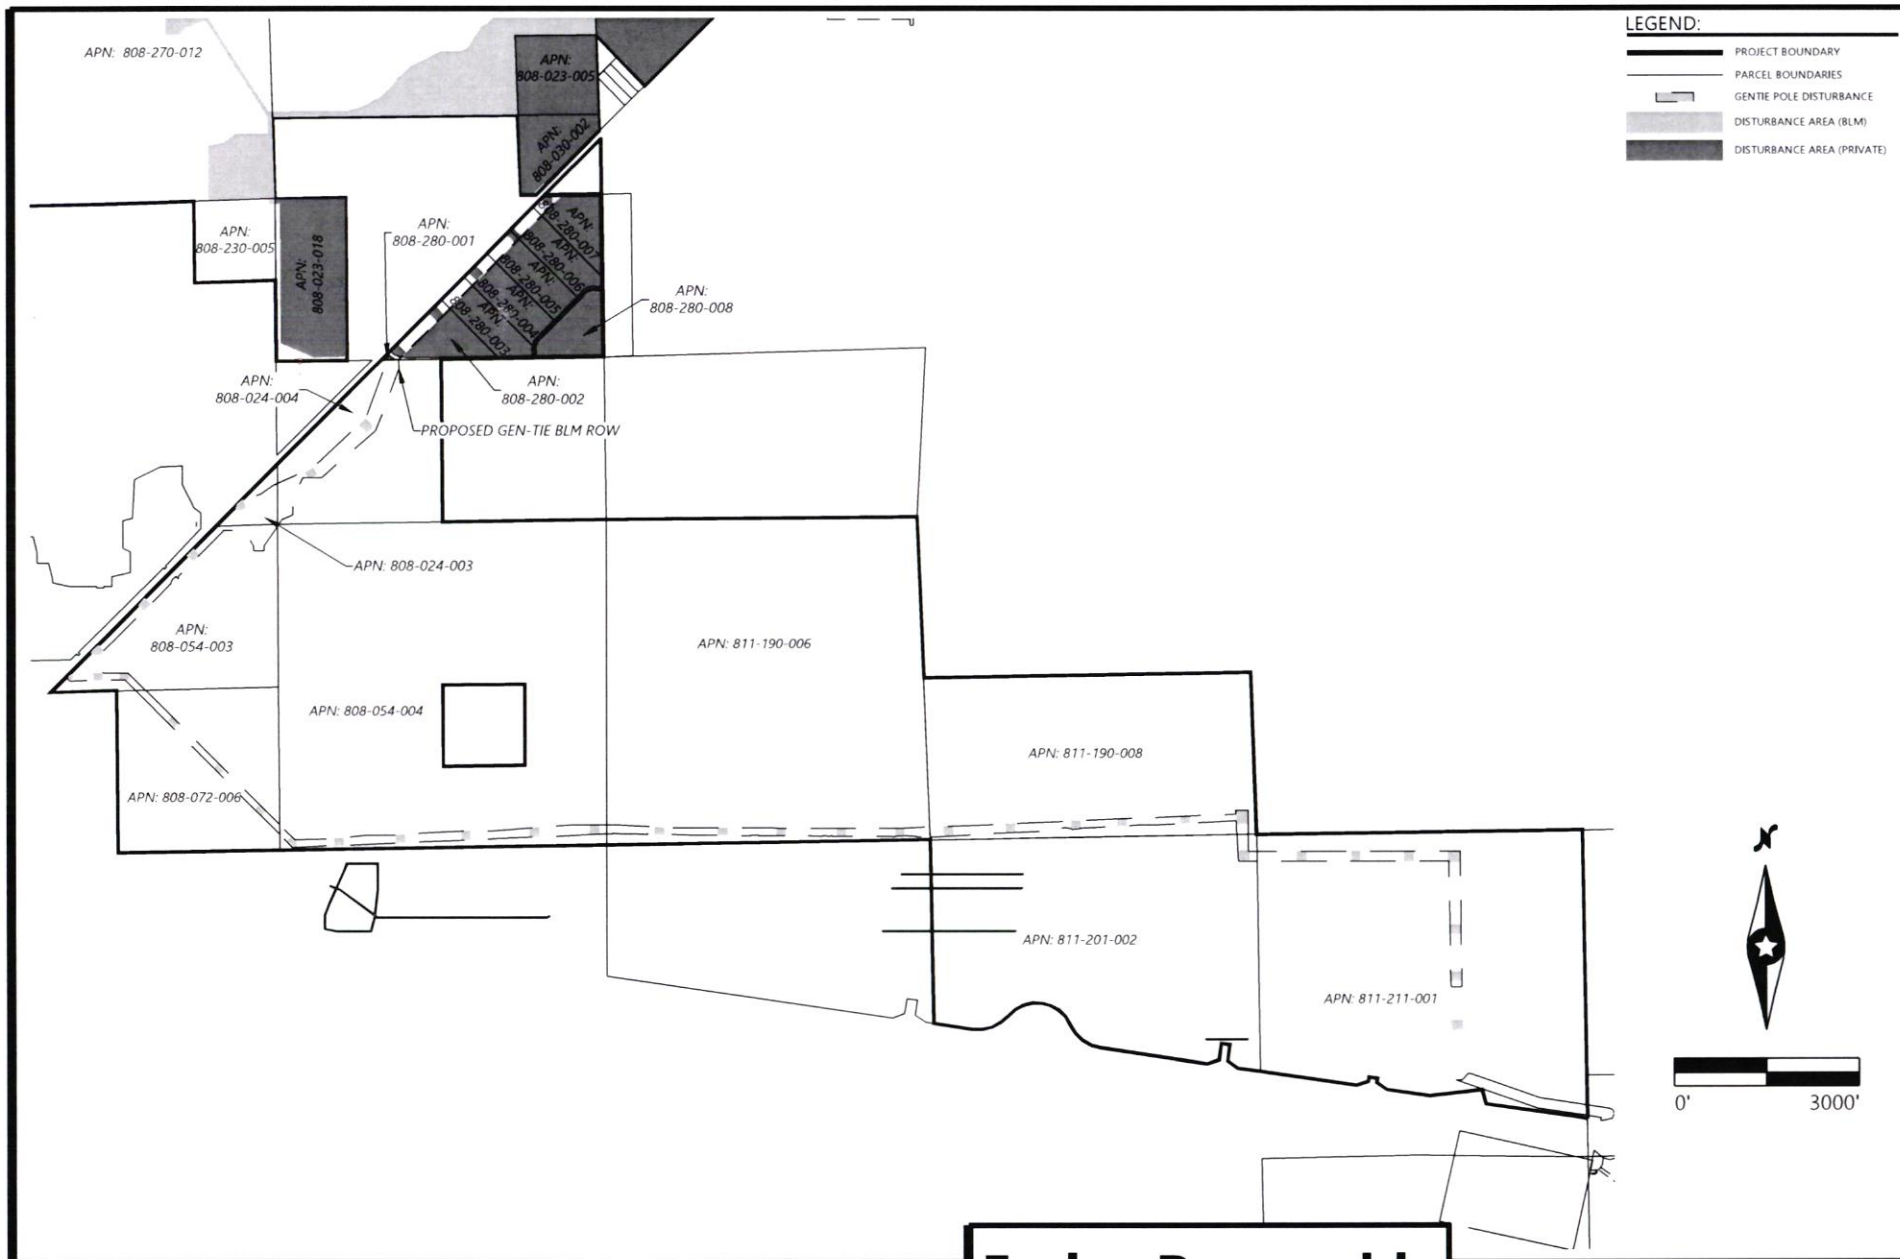 LEGEND:
PROJECT BOUNDARY
PARCEL BOUNDARIES
GENTIE POLE DISTURBANCE
DISTURBANCE AREA (BLM)
DISTURBANCE AREA (PRIVATE)
APN: 808-270-012
APN:
808-023-005
APN:
808-030-002
APN:
808-230-005
APN:
808-023-018
APN:
808-280-001
APN:
808-280-007
APN:
808-280-006
APN:
808-280-005
APN:
808-280-004
APN:
808-280-003
APN:
808-280-008
APN:
808-024-004
APN:
808-280-002
PROPOSED GEN-TIE BLM ROW
APN: 808-024-003
APN:
808-054-003
APN: 811-190-006
APN: 808-054-004
APN: 811-190-008
APN: 808-072-006
APN: 811-201-002
APN: 811-211-001
N
0' 3000'